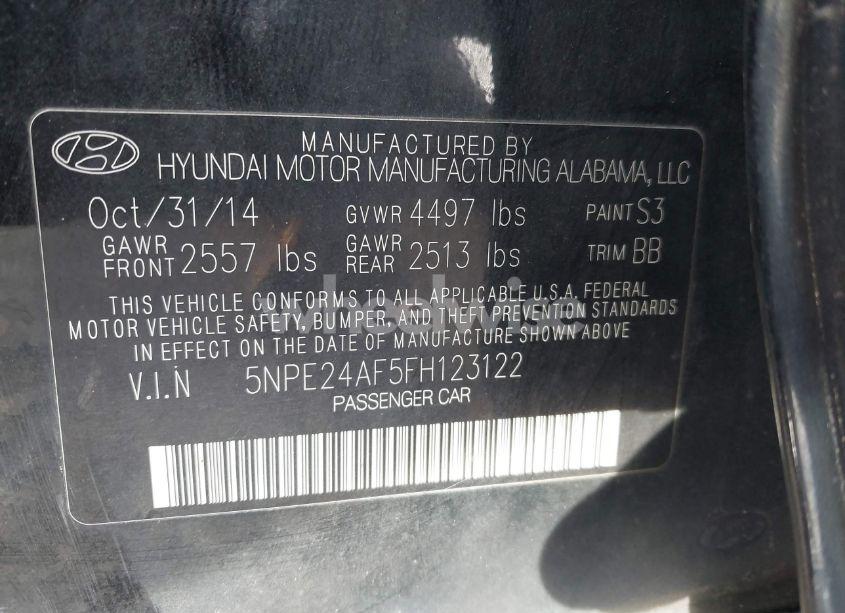 MANUFACTURED BY
HYUNDAI MOTOR MANUFACTURING ALABAMA, LLC
Oct/31/14 GVWR 4497 lbs PAINT S3
GAWR FRONT 2557 lbs GAWR REAR 2513 lbs TRIM BB
THIS VEHICLE CONFORMS TO ALL APPLICABLE U.S.A. FEDERAL
MOTOR VEHICLE SAFETY, BUMPER, AND THEFT PREVENTION STANDARDS
IN EFFECT ON THE DATE OF MANUFACTURE SHOWN ABOVE
V.I.N 5NPE24AF5FH123122
PASSENGER CAR
wheelwise